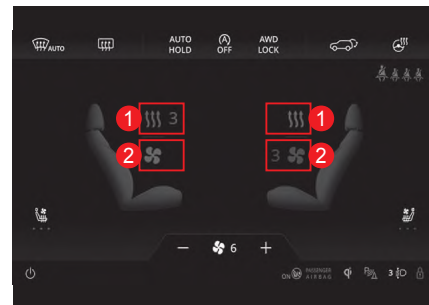 AUTO
AUTO HOLD
OFF
AWD LOCK
1 3 1
2 3 2
− 6 +
ON PASSENGER AIRBAG
3